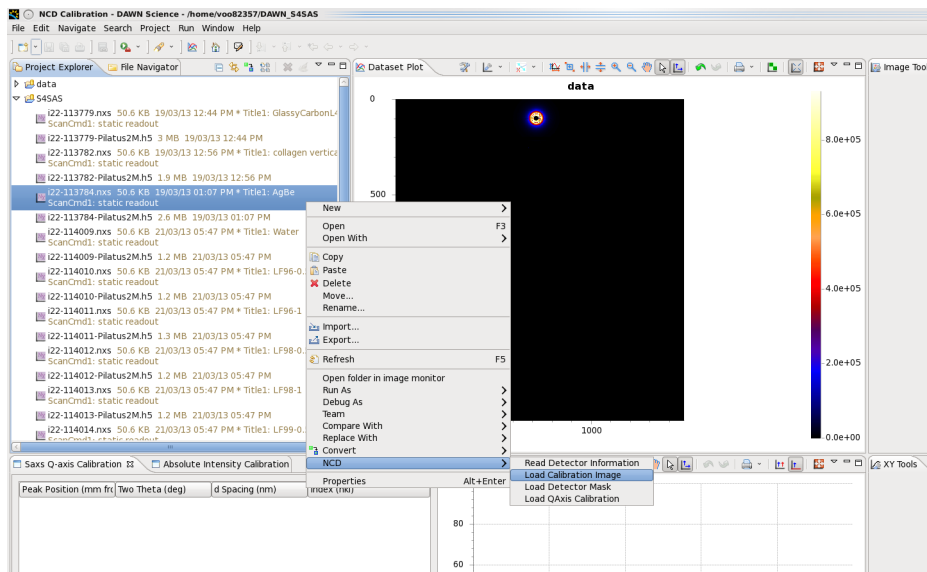 NCD Calibration - DAWN Science - /home/voo82357/DAWN_S4SAS
File Edit Navigate Search Project Run Window Help
Project Explorer File Navigator
data
S4SAS
i22-113779.nxs 50.6 KB 19/03/13 12:44 PM * Title1: GlassyCarbonL4
ScanCmd1: static readout
i22-113779-Pilatus2M.h5 3 MB 19/03/13 12:44 PM
i22-113782.nxs 50.6 KB 19/03/13 12:56 PM * Title1: collagen vertica
ScanCmd1: static readout
i22-113782-Pilatus2M.h5 1.9 MB 19/03/13 12:56 PM
i22-113784.nxs 50.6 KB 19/03/13 01:07 PM * Title1: AgBe
ScanCmd1: static readout
i22-113784-Pilatus2M.h5 2.6 MB 19/03/13 01:07 PM
i22-114009.nxs 50.6 KB 21/03/13 05:47 PM * Title1: Water
ScanCmd1: static readout
i22-114009-Pilatus2M.h5 1.2 MB 21/03/13 05:47 PM
i22-114010.nxs 50.6 KB 21/03/13 05:47 PM * Title1: LF96-0.
ScanCmd1: static readout
i22-114010-Pilatus2M.h5 1.2 MB 21/03/13 05:47 PM
i22-114011.nxs 50.6 KB 21/03/13 05:47 PM * Title1: LF96-1
ScanCmd1: static readout
i22-114011-Pilatus2M.h5 1.3 MB 21/03/13 05:47 PM
i22-114012.nxs 50.6 KB 21/03/13 05:47 PM * Title1: LF98-0.
ScanCmd1: static readout
i22-114012-Pilatus2M.h5 1.2 MB 21/03/13 05:47 PM
i22-114013.nxs 50.6 KB 21/03/13 05:47 PM * Title1: LF98-1
ScanCmd1: static readout
i22-114013-Pilatus2M.h5 1.2 MB 21/03/13 05:47 PM
i22-114014.nxs 50.6 KB 21/03/13 05:47 PM * Title1: LF99-0.
ScanCmd1: static readout
New
Open F3
Open With
Copy
Paste
Delete
Move...
Rename...
Import...
Export...
Refresh F5
Open folder in image monitor
Run As
Debug As
Team
Compare With
Replace With
Convert
NCD
Properties Alt+Enter
Read Detector Information
Load Calibration Image
Load Detector Mask
Load QAxis Calibration
Dataset Plot
data
0
500
1000
8.0e+05
6.0e+05
4.0e+05
2.0e+05
0.0e+00
Image Too
Saxs Q-axis Calibration Absolute Intensity Calibration
Peak Position (mm frc Two Theta (deg) d Spacing (nm) Index (hkl)
80
60
XY Tools